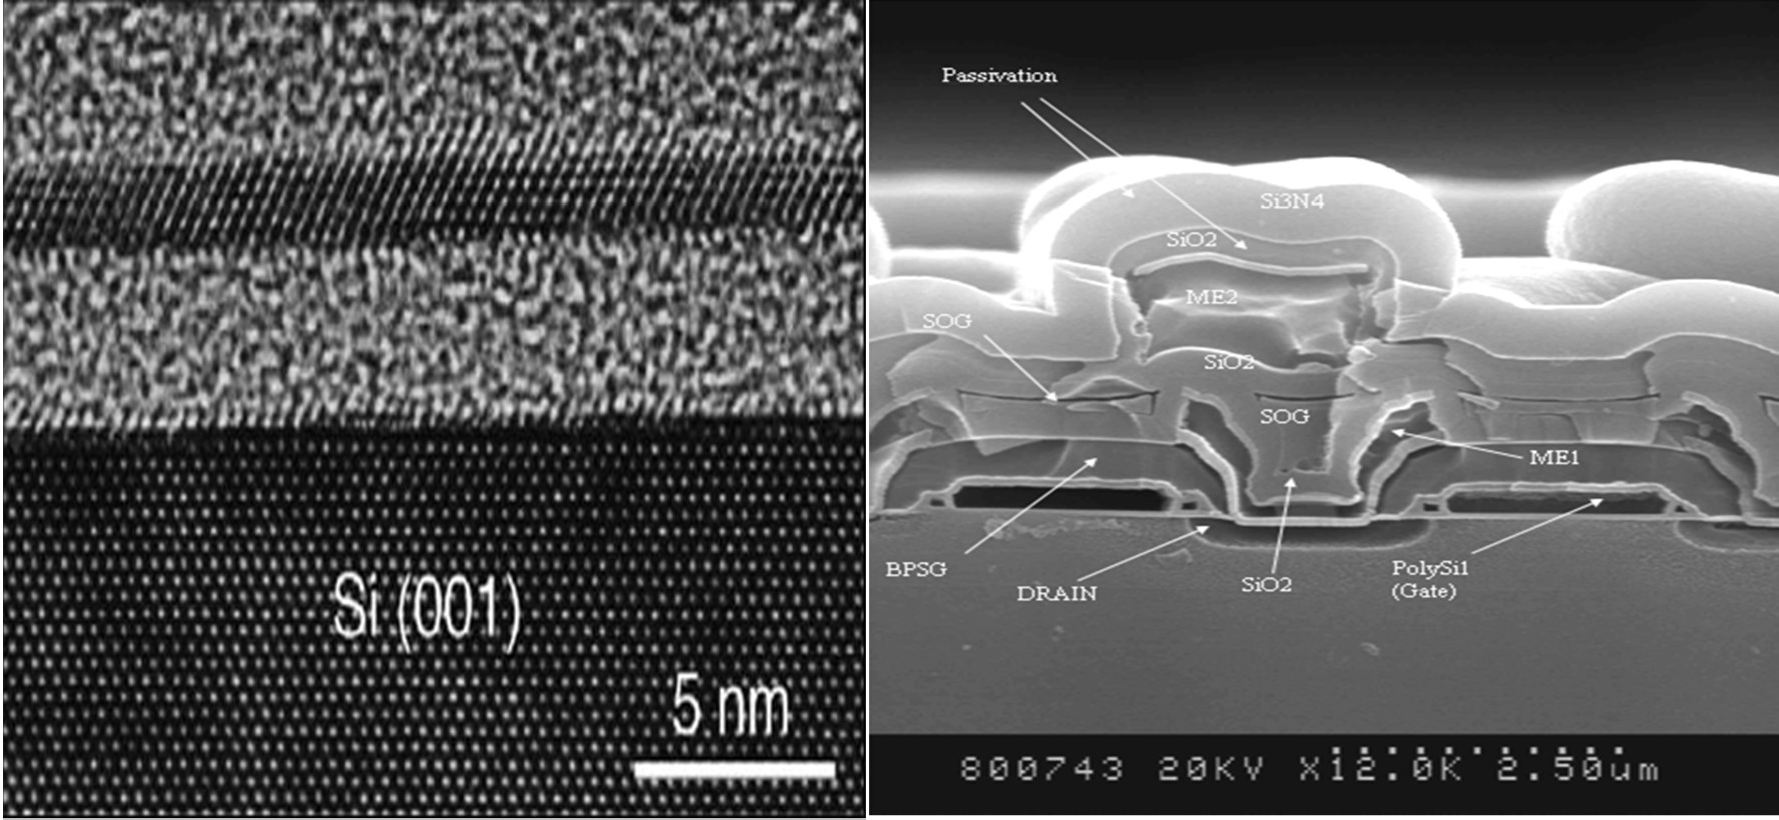 Si (001)
5 nm
Passivation
Si3N4
SiO2
ME2
SOG
SiO2
SOG
ME1
BPSG
DRAIN
SiO2
PolySi1
(Gate)
800743 20KV X12.0K 2.50um